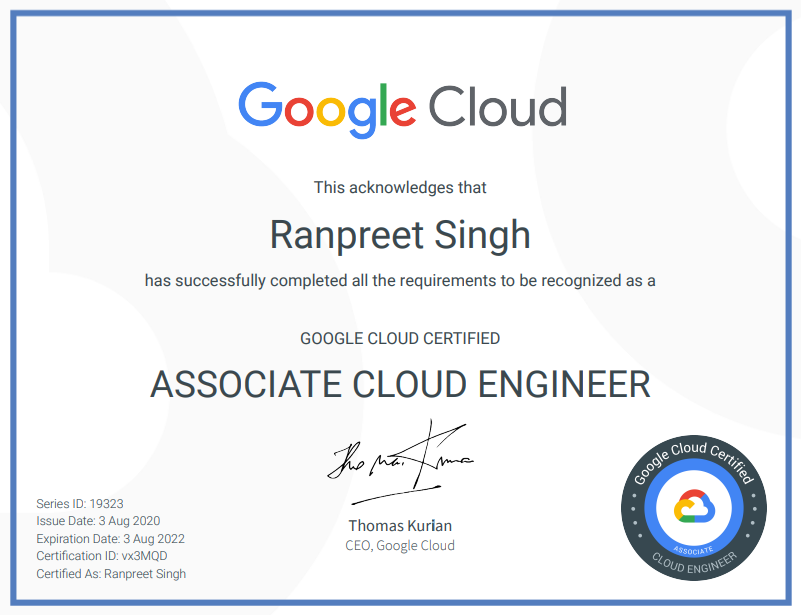 Google Cloud
This acknowledges that
Ranpreet Singh
has successfully completed all the requirements to be recognized as a
GOOGLE CLOUD CERTIFIED
ASSOCIATE CLOUD ENGINEER
Series ID: 19323
Issue Date: 3 Aug 2020
Expiration Date: 3 Aug 2022
Certification ID: vx3MQD
Certified As: Ranpreet Singh
Thomas Kurian
CEO, Google Cloud
Google Cloud Certified
ASSOCIATE
CLOUD ENGINEER